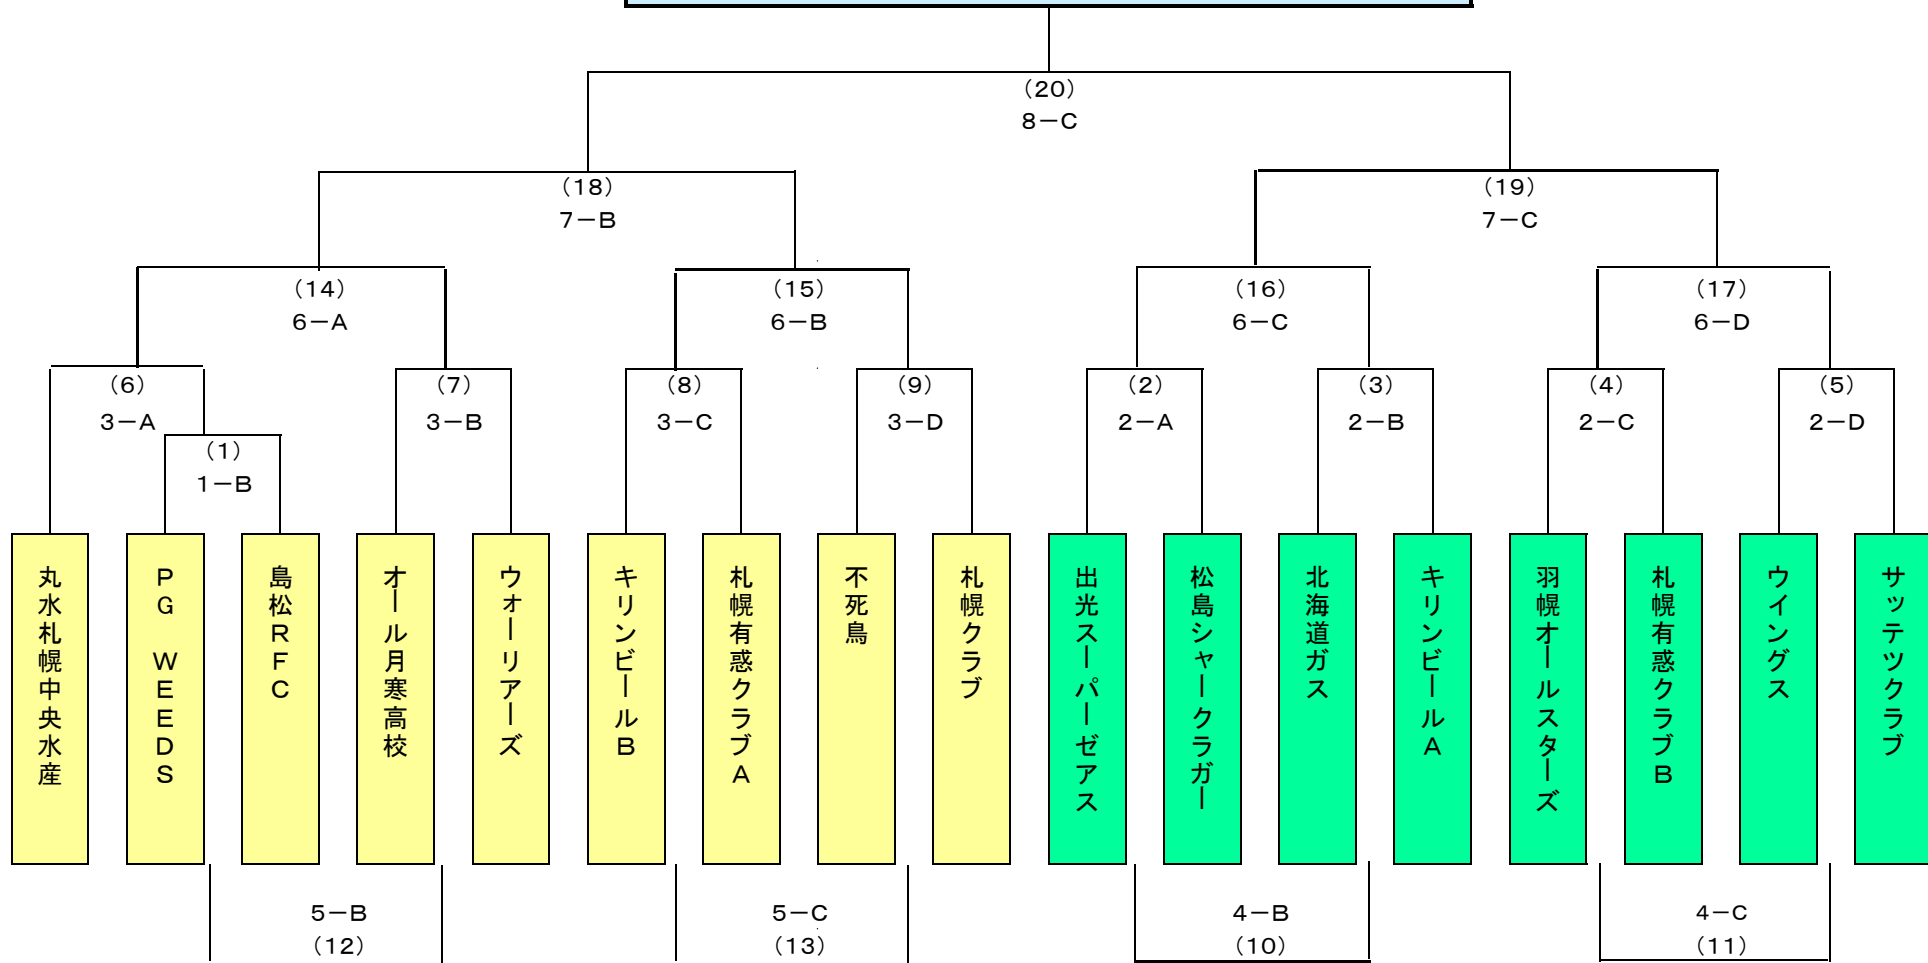 （20）
8－C
（18）
7－B
（19）
7－C
（14）
6－A
（15）
6－B
（16）
6－C
（17）
6－D
（6）
3－A
（7）
3－B
（8）
3－C
（9）
3－D
（2）
2－A
（3）
2－B
（4）
2－C
（5）
2－D
（1）
1－B
丸水札幌中央水産
PG WEEDS
島松RFC
オール月寒高校
ウォーリアーズ
キリンビールB
札幌有惑クラブA
不死鳥
札幌クラブ
出光スーパーゼアス
松島シャークラガー
北海道ガス
キリンビールA
羽幌オールスターズ
札幌有惑クラブB
ウイングス
サッテツクラブ
5－B
（12）
5－C
（13）
4－B
（10）
4－C
（11）